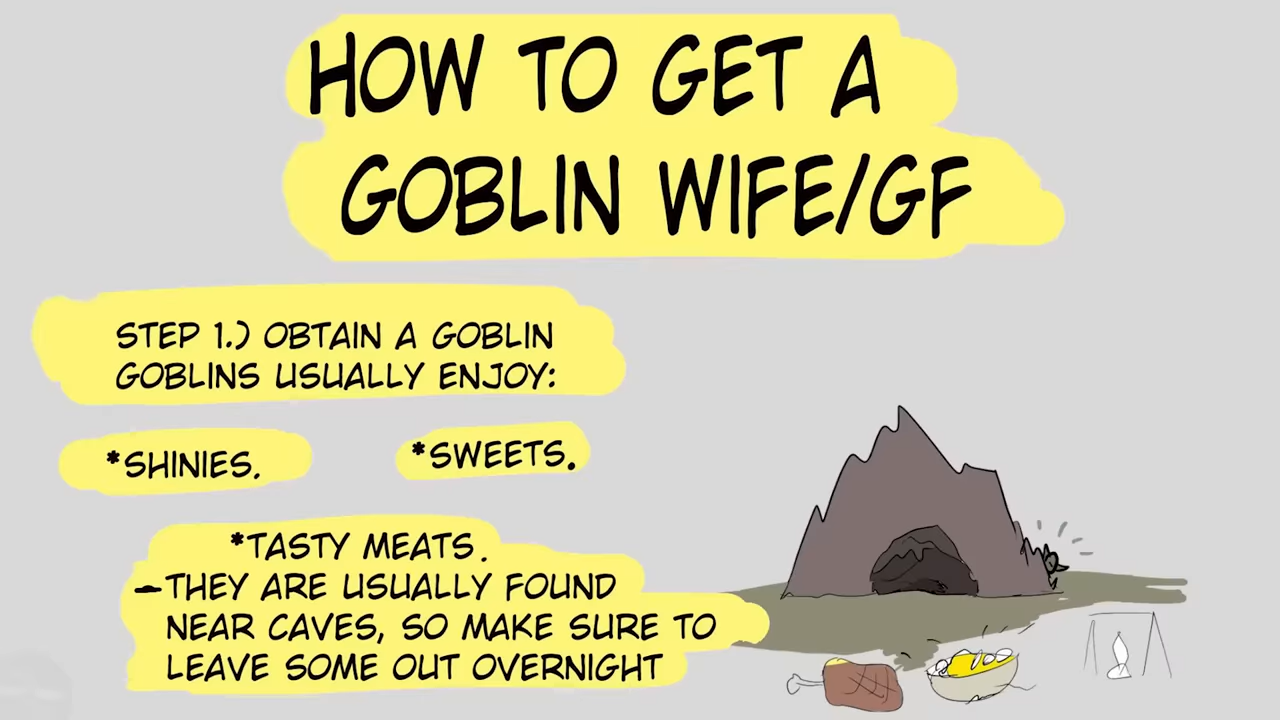 HOW TO GET A
GOBLIN WIFE/GF
STEP 1.) OBTAIN A GOBLIN
GOBLINS USUALLY ENJOY:
*SHINIES.
*SWEETS.
*TASTY MEATS.
-THEY ARE USUALLY FOUND
NEAR CAVES, SO MAKE SURE TO
LEAVE SOME OUT OVERNIGHT